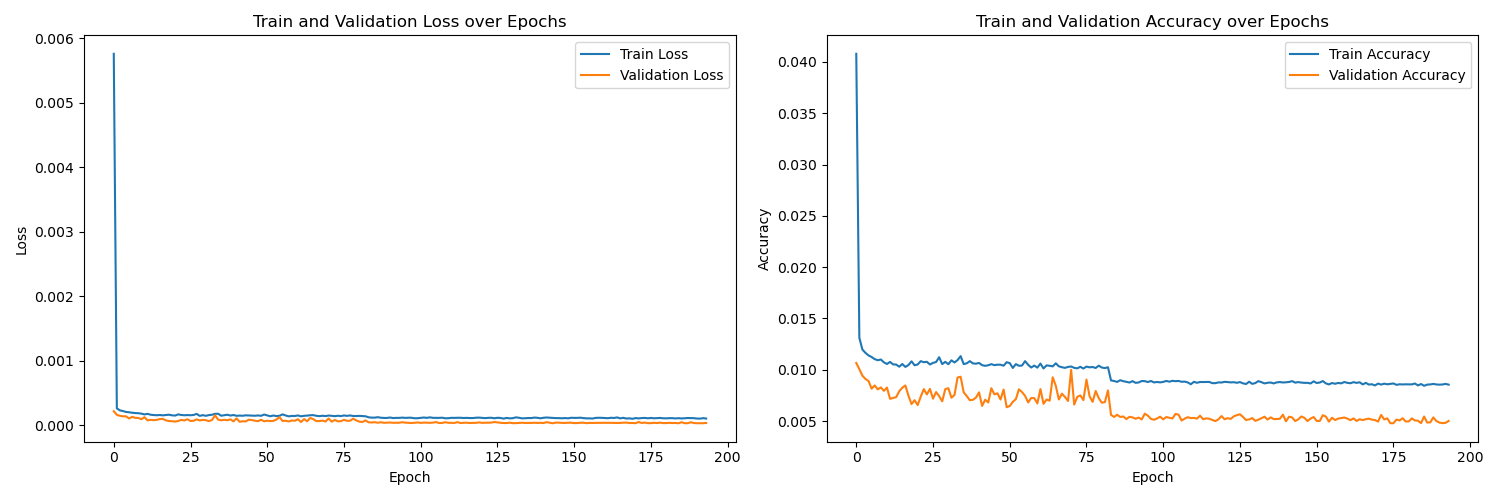 Train and Validation Loss over Epochs
Train Loss
Validation Loss
0.006
0.005
0.004
0.003
0.002
0.001
0.000
Loss
0 25 50 75 100 125 150 175 200
Epoch
Train and Validation Accuracy over Epochs
Train Accuracy
Validation Accuracy
0.040
0.035
0.030
0.025
0.020
0.015
0.010
0.005
Accuracy
0 25 50 75 100 125 150 175 200
Epoch